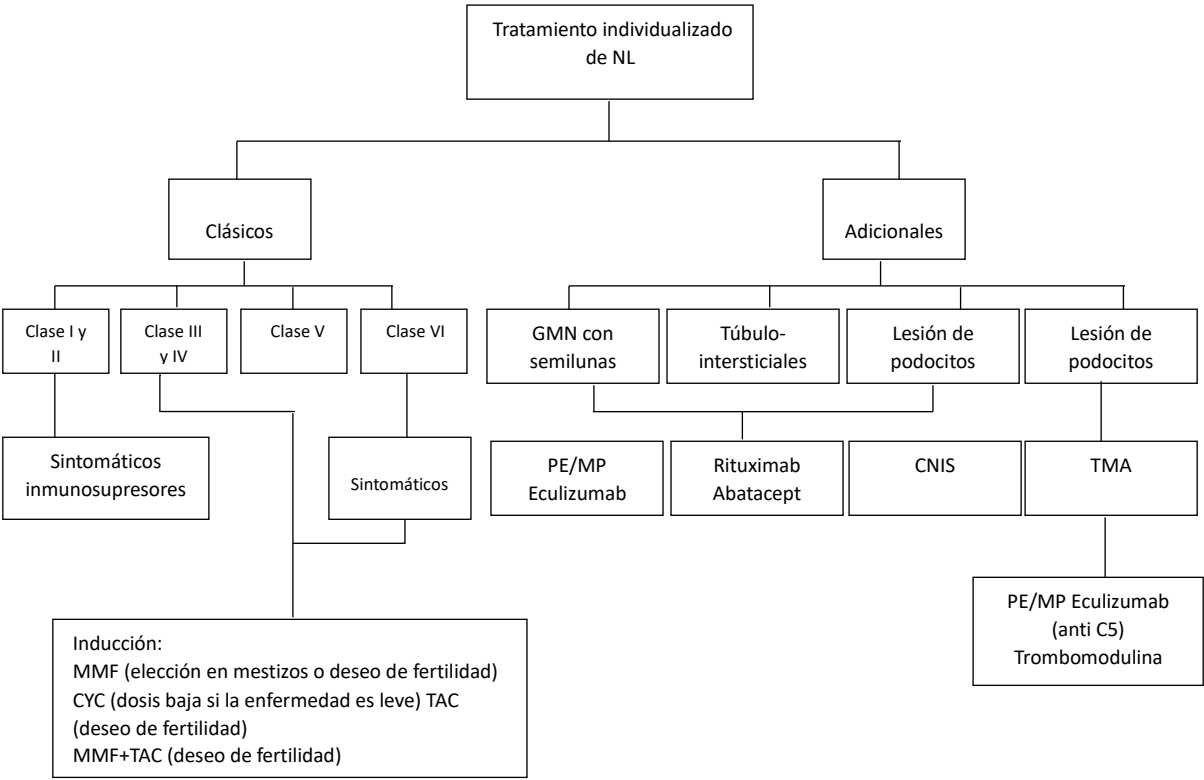 Tratamiento individualizado
de NL
Clásicos
Adicionales
Clase I y
II
Clase III
y IV
Clase V
Clase VI
GMN con
semilunas
Túbulo-
intersticiales
Lesión de
podocitos
Lesión de
podocitos
Sintomáticos
inmunosupresores
Sintomáticos
PE/MP
Eculizumab
Rituximab
Abatacept
CNIS
TMA
PE/MP Eculizumab
(anti C5)
Trombomodulina
Inducción:
MMF (elección en mestizos o deseo de fertilidad)
CYC (dosis baja si la enfermedad es leve) TAC
(deseo de fertilidad)
MMF+TAC (deseo de fertilidad)